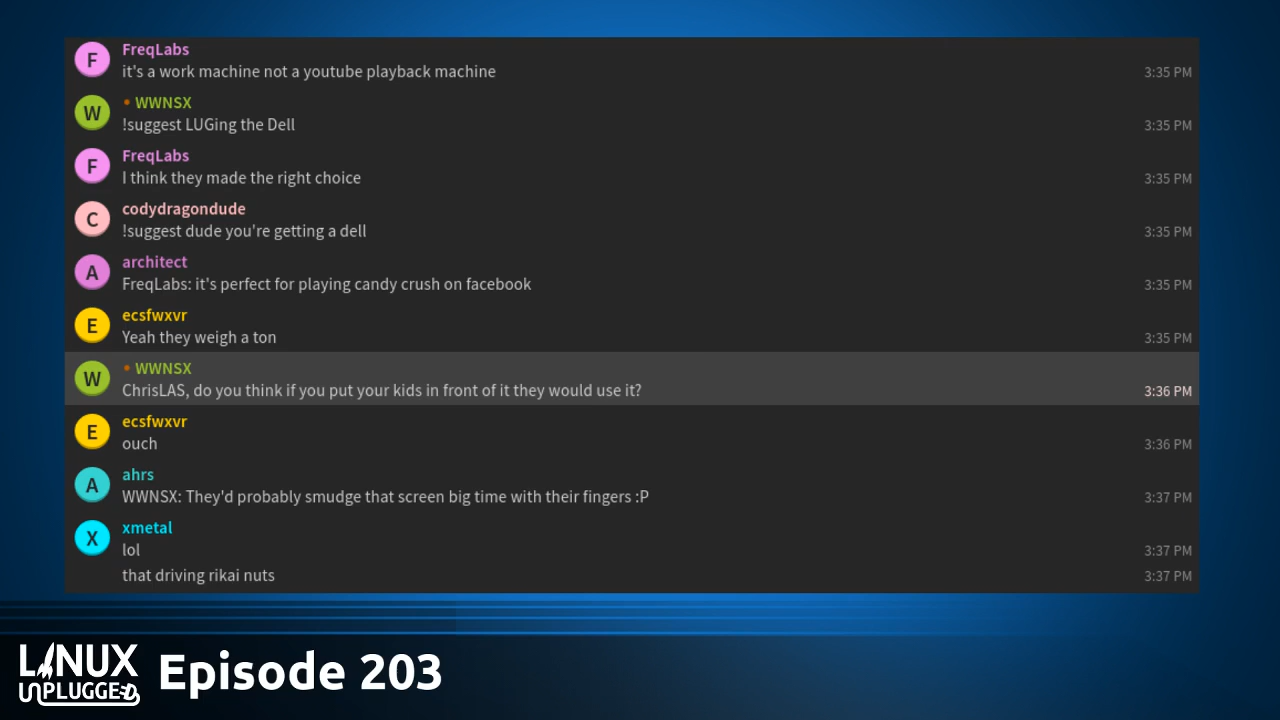 F
FreqLabs
it's a work machine not a youtube playback machine
3:35 PM
W
WWNSX
!suggest LUGing the Dell
3:35 PM
F
FreqLabs
I think they made the right choice
3:35 PM
C
codydragondude
!suggest dude you're getting a dell
3:35 PM
A
architect
FreqLabs: it's perfect for playing candy crush on facebook
3:35 PM
E
ecsfwxvr
Yeah they weigh a ton
3:35 PM
W
WWNSX
ChrisLAS, do you think if you put your kids in front of it they would use it?
3:36 PM
E
ecsfwxvr
ouch
3:36 PM
A
ahrs
WWNSX: They'd probably smudge that screen big time with their fingers :P
3:37 PM
X
xmetal
lol
3:37 PM
that driving rikai nuts
3:37 PM
LINUX
UNPLUGGED
Episode 203